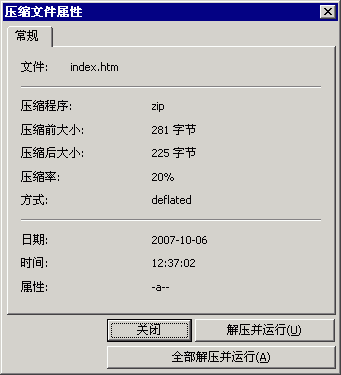 压缩文件属性
常规
文件: index.htm
压缩程序: zip
压缩前大小: 281 字节
压缩后大小: 225 字节
压缩率: 20%
方式: deflated
日期: 2007-10-06
时间: 12:37:02
属性: -a--
关闭 解压并运行(U)
全部解压并运行(A)